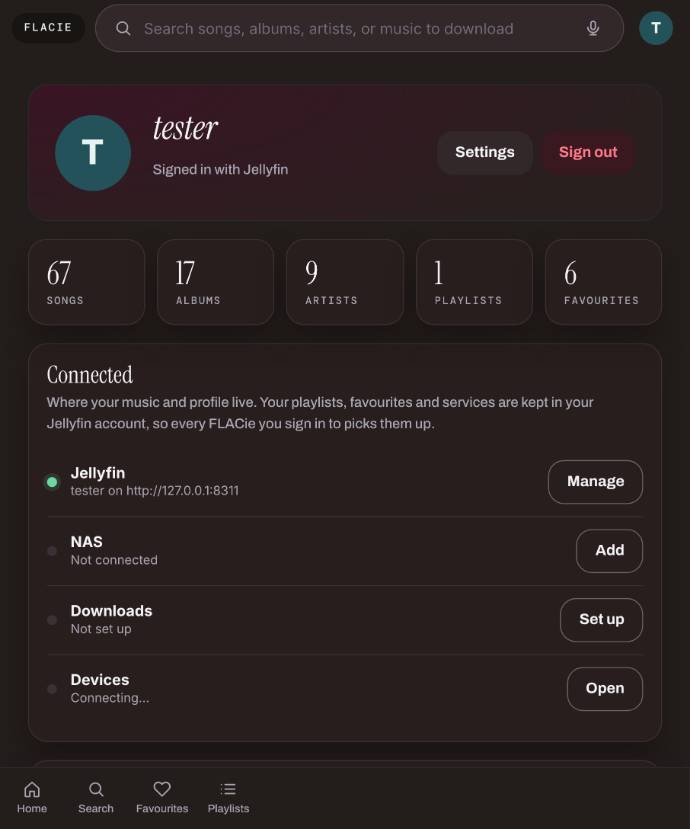 FLACIE
Search songs, albums, artists, or music to download
T
T
tester
Signed in with Jellyfin
Settings
Sign out
67
SONGS
17
ALBUMS
9
ARTISTS
1
PLAYLISTS
6
FAVOURITES
Connected
Where your music and profile live. Your playlists, favourites and services are kept in your
Jellyfin account, so every FLACie you sign in to picks them up.
Jellyfin
tester on http://127.0.0.1:8311
Manage
NAS
Not connected
Add
Downloads
Not set up
Set up
Devices
Connecting...
Open
Home
Search
Favourites
Playlists